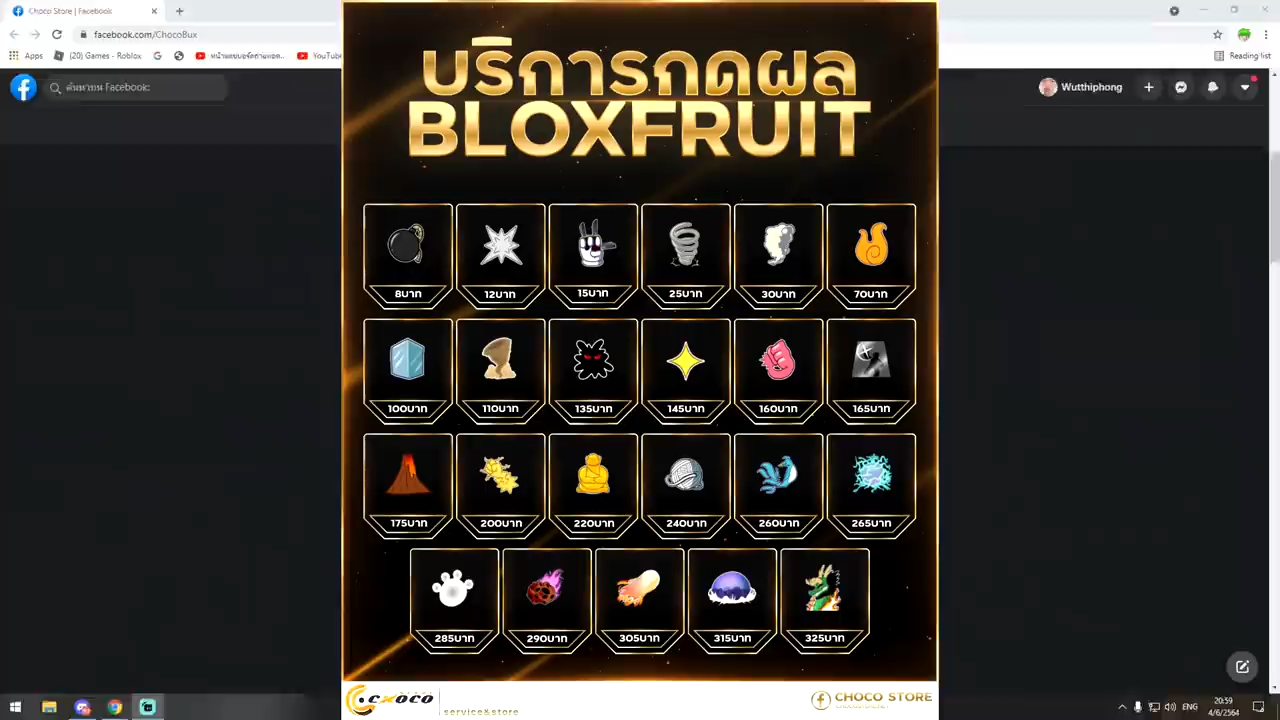 Choco Store | Facebook
facebook.com/ChocoBux
Apps
(20) Games - Roblox
YouTube
ค้นหาบน Facebook
Wutthiphong
บริการกดผล
BLOXFRUIT
8บาท 12บาท 15บาท 25บาท 30บาท 70บาท
100บาท 110บาท 135บาท 145บาท 160บาท 165บาท
175บาท 200บาท 220บาท 240บาท 260บาท 265บาท
285บาท 290บาท 305บาท 315บาท 325บาท
choco
service&store
CHOCO STORE
20:59
4/6/2564